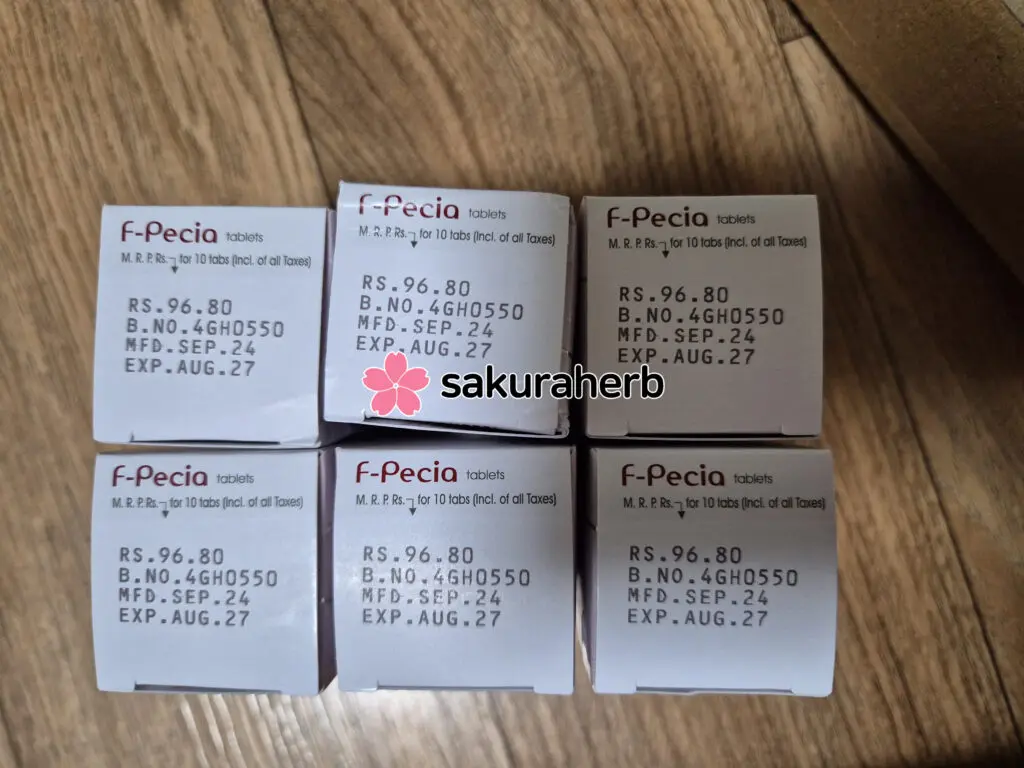 F-Pecia tablets
M. R. P. Rs. for 10 tabs (Incl. of all Taxes)
RS.96.80
B.NO.4GH0550
MFD.SEP.24
EXP.AUG.27
F-Pecia tablets
M. R. P. Rs. for 10 tabs (Incl. of all Taxes)
RS.96.80
B.NO.4GH0550
MFD.SEP.24
EXP.AUG.27
F-Pecia tablets
M. R. P. Rs. for 10 tabs (Incl. of all Taxes)
RS.96.80
B.NO.4GH0550
MFD.SEP.24
EXP.AUG.27
sakuraherb
F-Pecia tablets
M. R. P. Rs. for 10 tabs (Incl. of all Taxes)
RS.96.80
B.NO.4GH0550
MFD.SEP.24
EXP.AUG.27
F-Pecia tablets
M. R. P. Rs. for 10 tabs (Incl. of all Taxes)
RS.96.80
B.NO.4GH0550
MFD.SEP.24
EXP.AUG.27
F-Pecia tablets
M. R. P. Rs. for 10 tabs (Incl. of all Taxes)
RS.96.80
B.NO.4GH0550
MFD.SEP.24
EXP.AUG.27